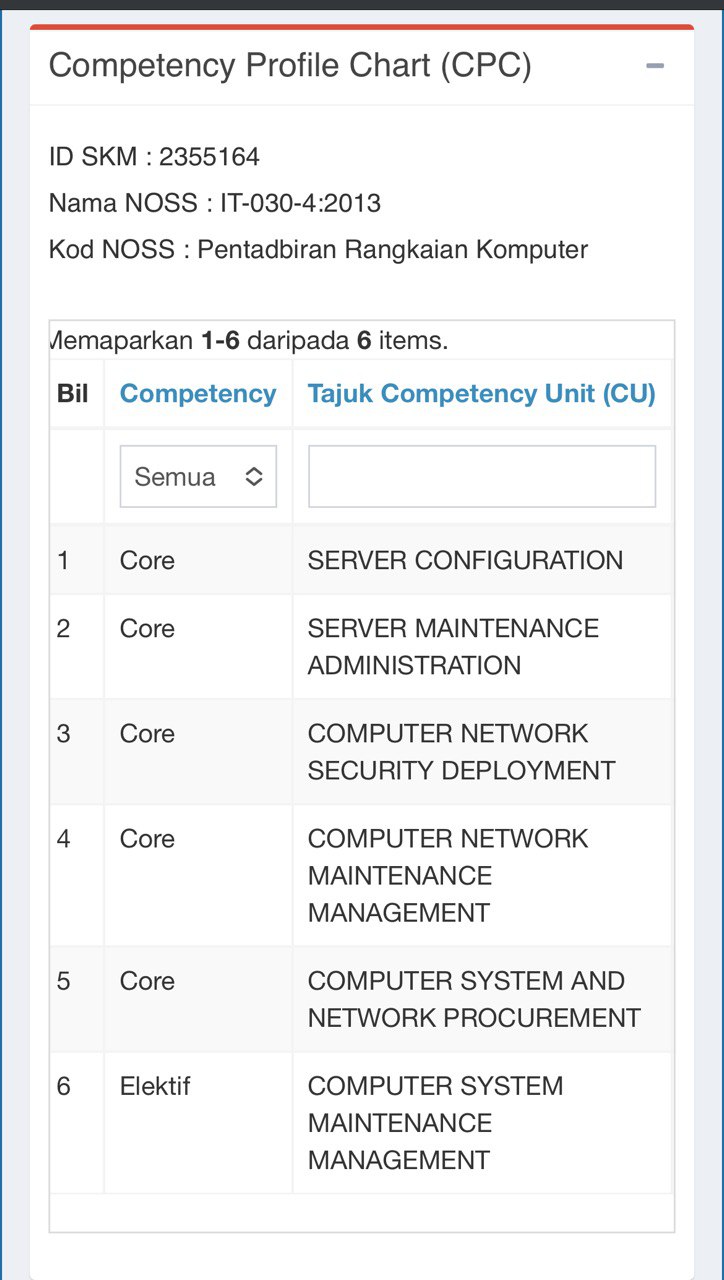 Competency Profile Chart (CPC)
ID SKM : 2355164
Nama NOSS : IT-030-4:2013
Kod NOSS : Pentadbiran Rangkaian Komputer
Memaparkan 1-6 daripada 6 items.
Bil Competency Tajuk Competency Unit (CU)
Semua
1 Core SERVER CONFIGURATION
2 Core SERVER MAINTENANCE
ADMINISTRATION
3 Core COMPUTER NETWORK
SECURITY DEPLOYMENT
4 Core COMPUTER NETWORK
MAINTENANCE
MANAGEMENT
5 Core COMPUTER SYSTEM AND
NETWORK PROCUREMENT
6 Elektif COMPUTER SYSTEM
MAINTENANCE
MANAGEMENT